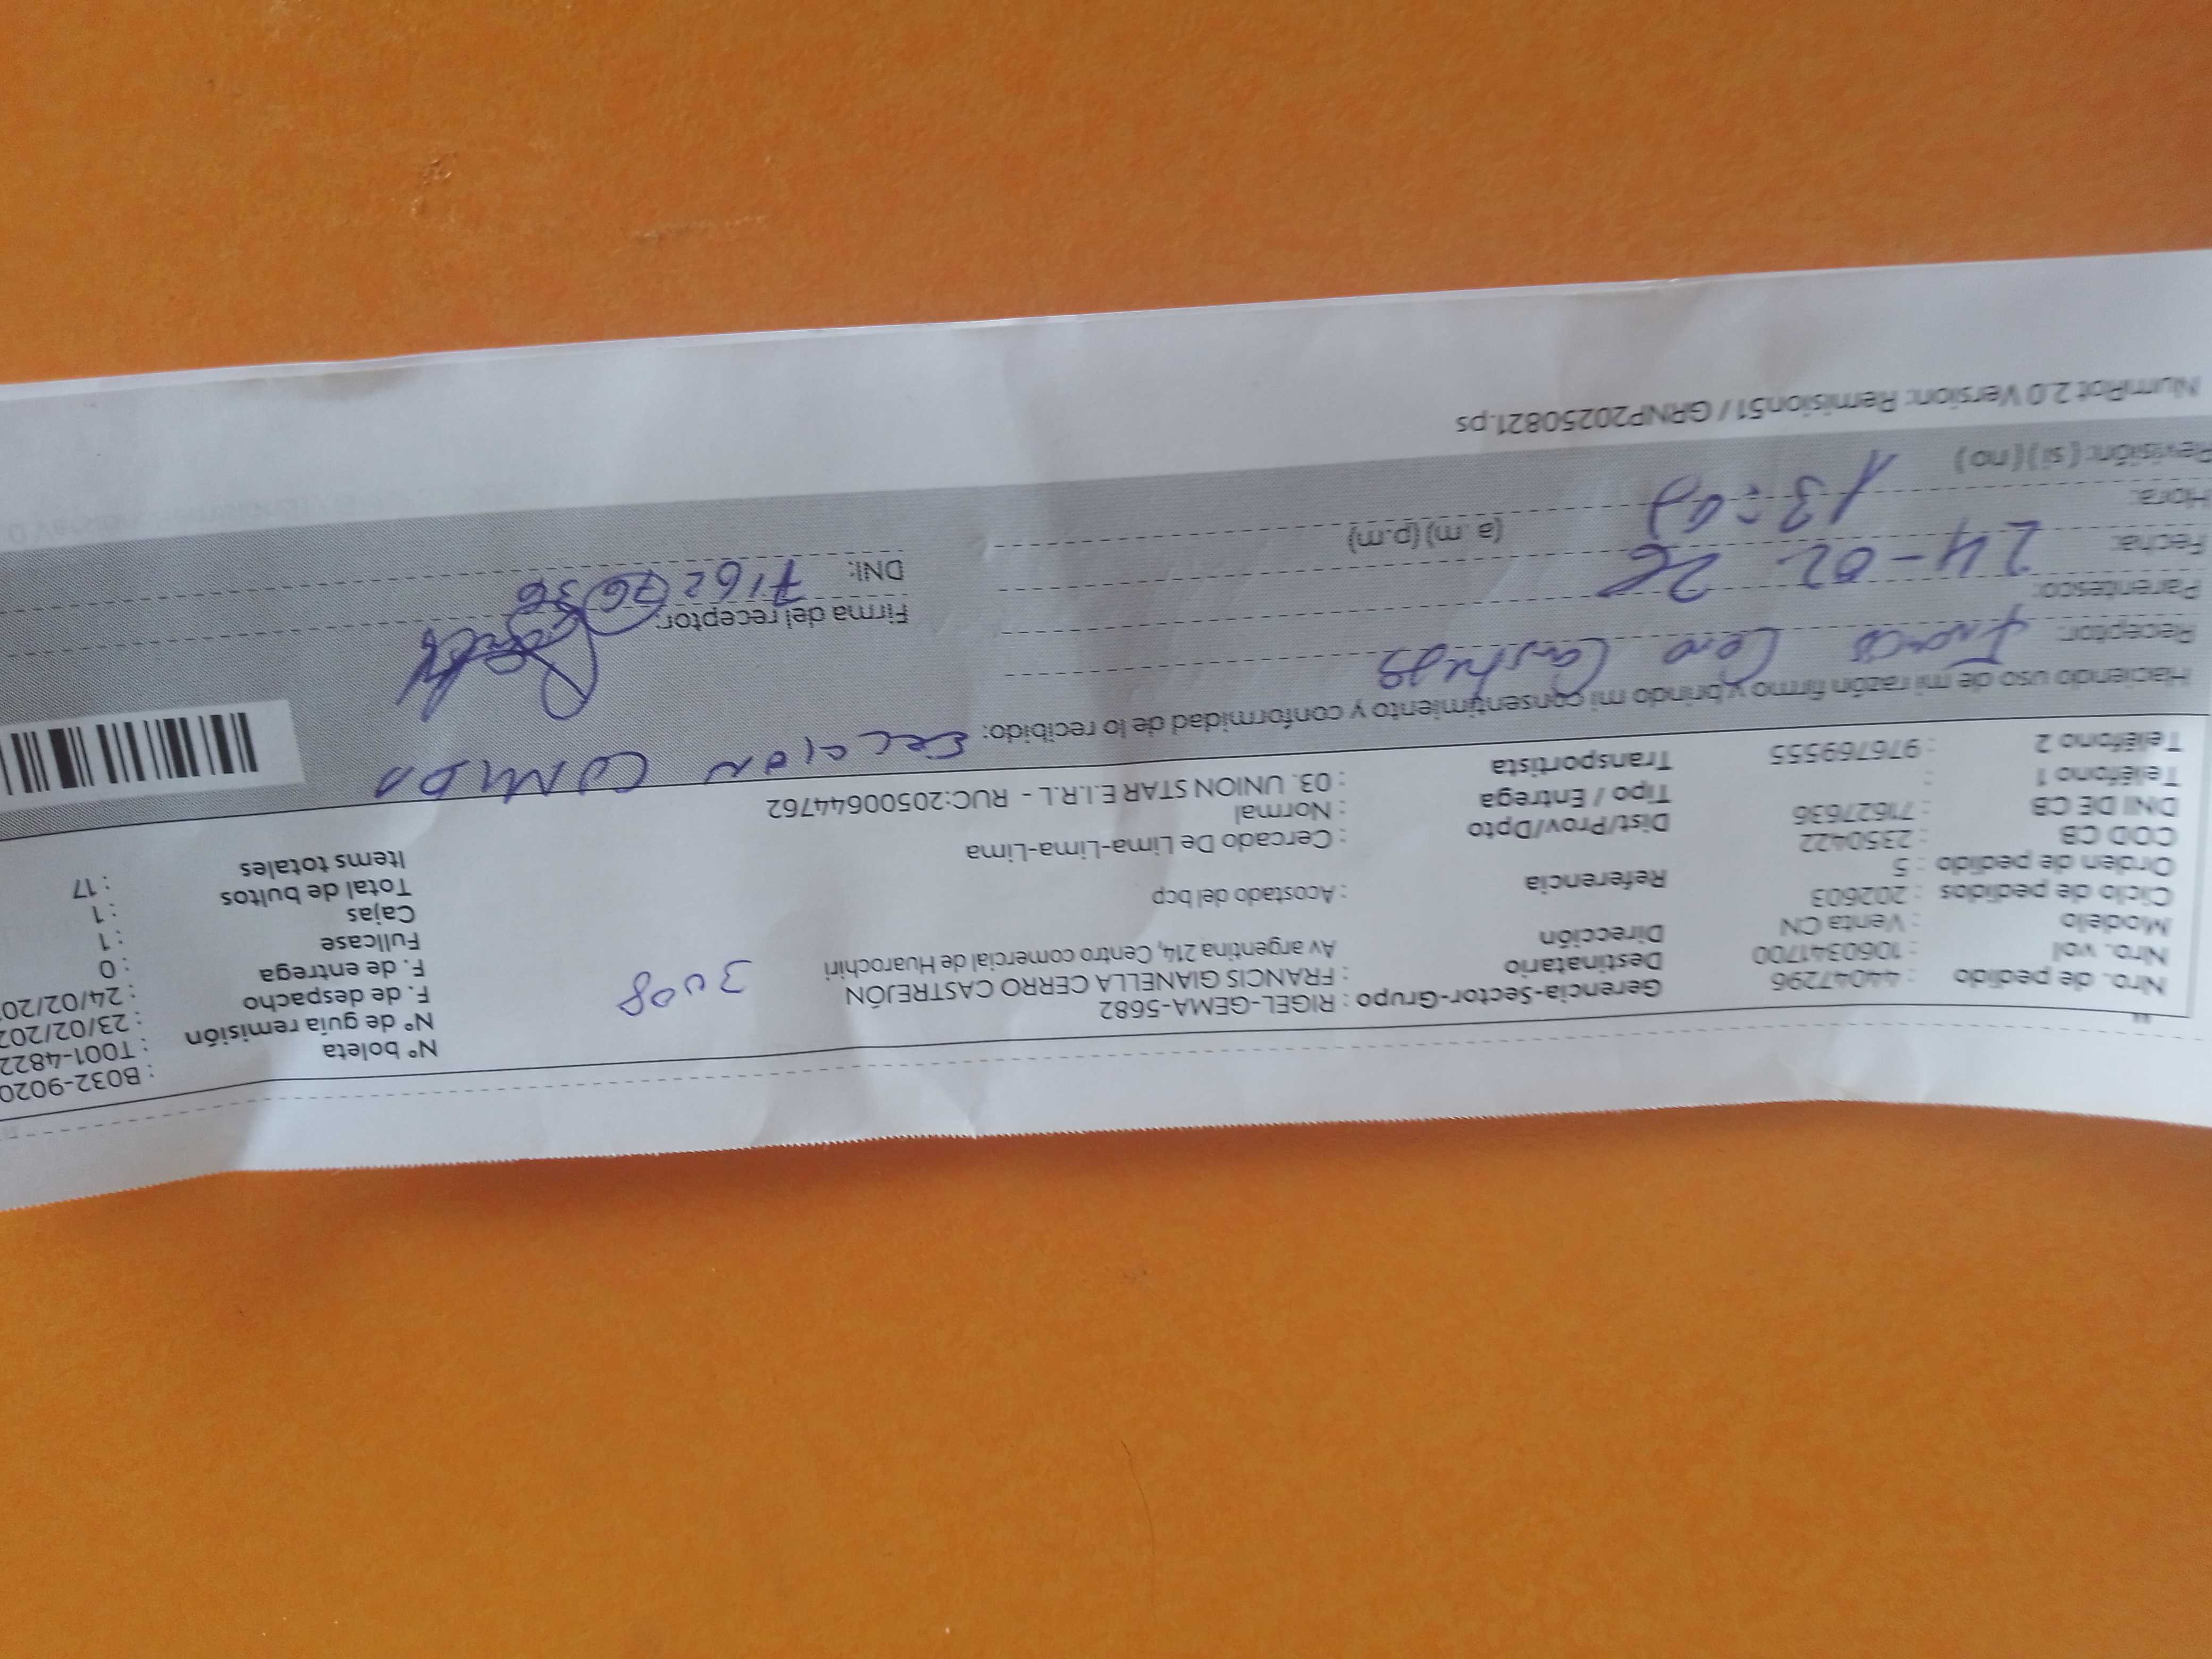 Nº boleta : B032-9020
Nro. de pedido : 44047296 Gerencia-Sector-Grupo : RIGEL-GEMA-5682 Nº de guía remisión : T001-4822
Nro. vol : 1060341700 Destinatario : FRANCIS GIANELLA CERRO CASTREJÓN 3008 F. de despacho : 23/02/202
Modelo : Venta CN Dirección Av argentina 214, Centro comercial de Huarochiri F. de entrega : 24/02/202
Ciclo de pedidos : 202603 Fullcase : 0
Orden de pedido : 5 Referencia : Acostado del bcp Cajas : 1
COD CB : 2350422 Total de bultos : 1
DNI DE CB : 71627636 Dist/Prov/Dpto : Cercado De Lima-Lima-Lima Items totales : 17
Teléfono 1 : Tipo / Entrega : Normal
Teléfono 2 : 976769555 Transportista : 03. UNION STAR E.I.R.L - RUC:20500644762
Haciendo uso de mi razón firmo y brindo mi consentimiento y conformidad de lo recibido: COMIDA
Receptor:
Parentesco: Firma del receptor:
Fecha: 24-02 DNI: 71627636
Hora: (a. m) (p.m)
Revisión: (si) (no)
NumRot 2.0 Version: Remision51 / GRNP20250821.ps